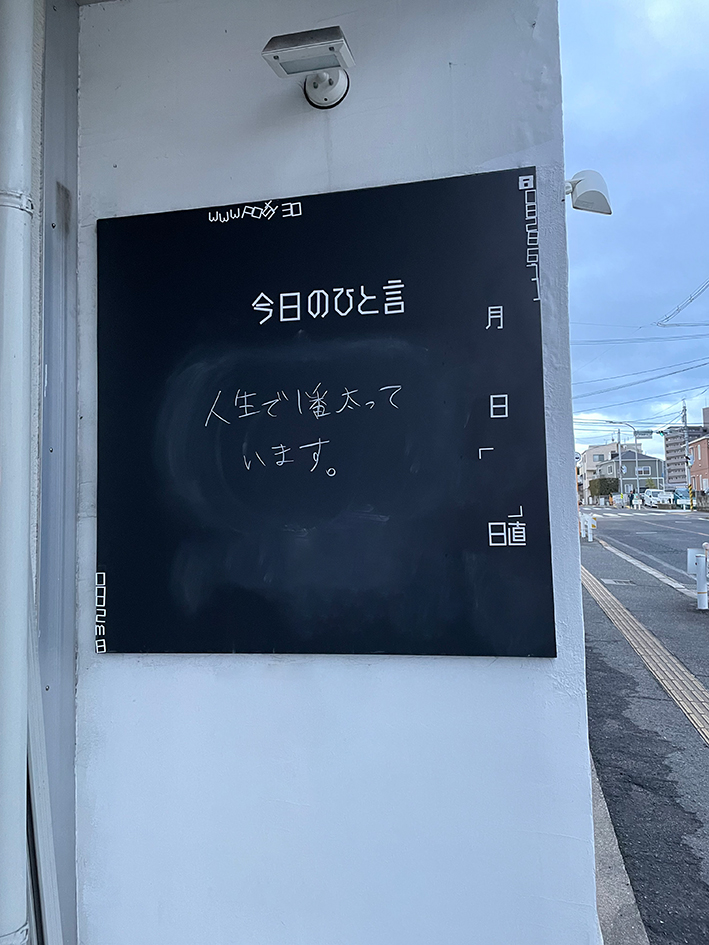 今日のひと言
人生で1番太って
います。
月
日
「
」
日直